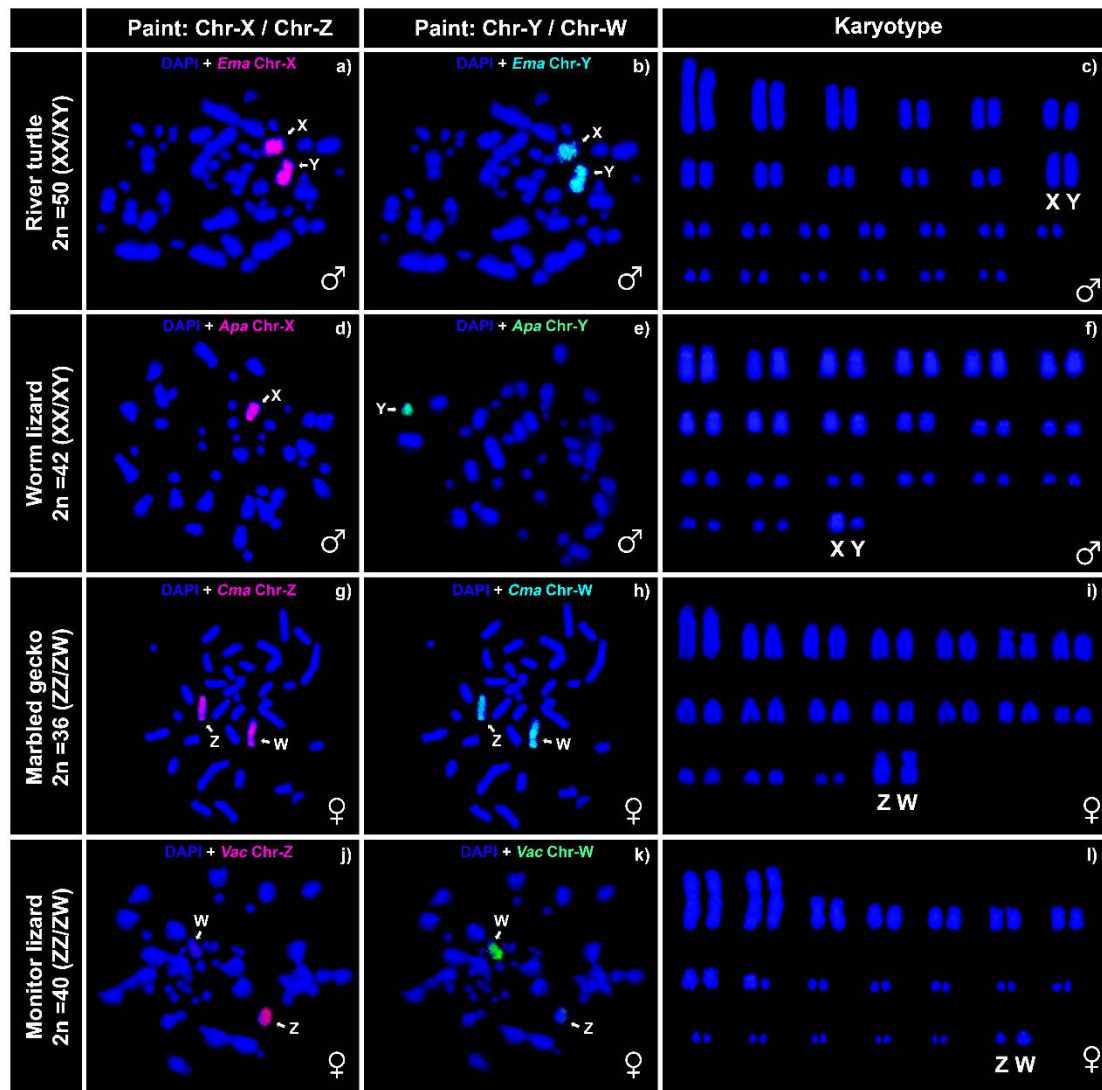 Paint: Chr-X / Chr-Z
Paint: Chr-Y / Chr-W
Karyotype
River turtle
2n =50 (XX/XY)
DAPI + Ema Chr-X
a)
X
Y
♂
DAPI + Ema Chr-Y
b)
X
Y
♂
c)
X Y
♂
Worm lizard
2n =42 (XX/XY)
DAPI + Apa Chr-X
d)
X
♂
DAPI + Apa Chr-Y
e)
Y
♂
f)
X Y
♂
Marbled gecko
2n =36 (ZZ/ZW)
DAPI + Cma Chr-Z
g)
Z
W
♀
DAPI + Cma Chr-W
h)
Z
W
♀
i)
Z W
♀
Monitor lizard
2n =40 (ZZ/ZW)
DAPI + Vac Chr-Z
j)
W
Z
♀
DAPI + Vac Chr-W
k)
W
Z
♀
l)
Z W
♀